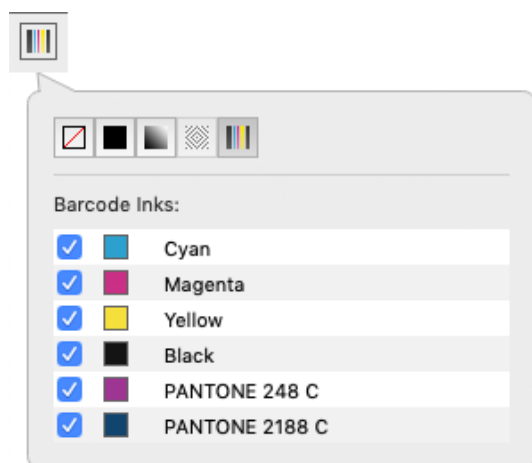 Barcode Inks:
Cyan
Magenta
Yellow
Black
PANTONE 248 C
PANTONE 2188 C